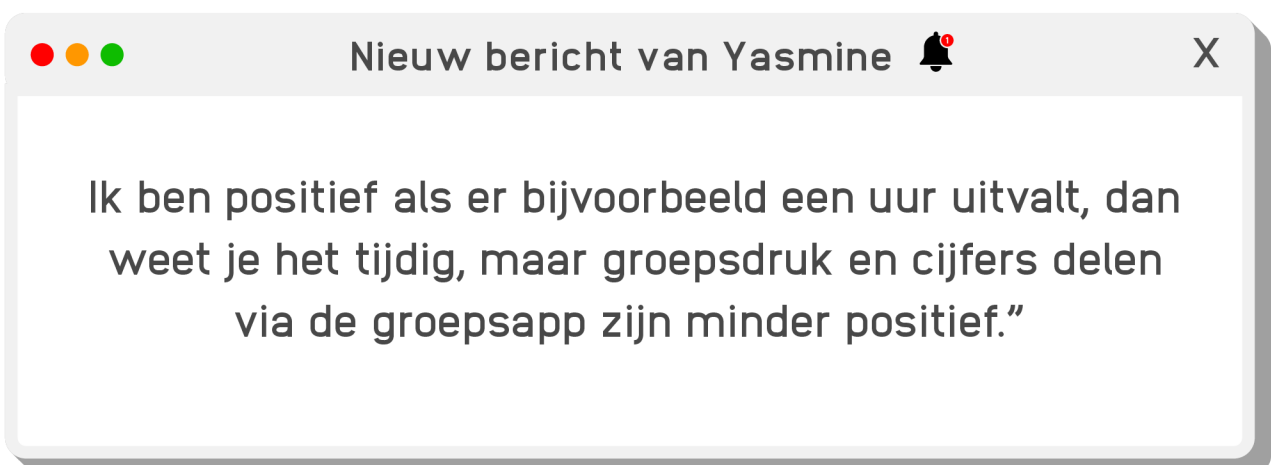 Nieuw bericht van Yasmine 1 X
Ik ben positief als er bijvoorbeeld een uur uitvalt, dan
weet je het tijdig, maar groepsdruk en cijfers delen
via de groepsapp zijn minder positief.”